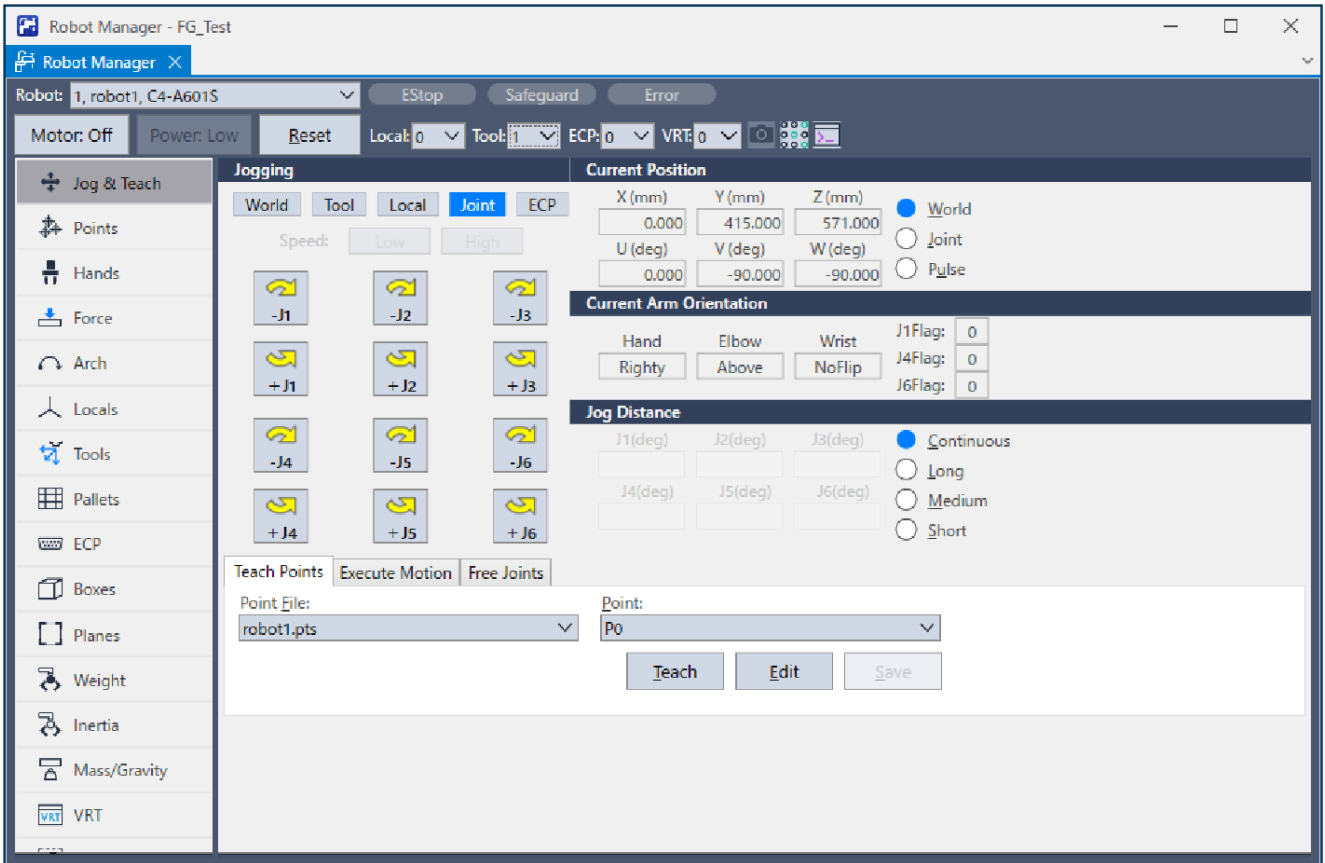 Robot Manager - FG_Test
Robot Manager
Robot: 1, robot1, C4-A601S EStop Safeguard Error
Motor: Off Power: Low Reset Local: 0 Tool: 1 ECP: 0 VRT: 0
Jog & Teach
Points
Hands
Force
Arch
Locals
Tools
Pallets
ECP
Boxes
Planes
Weight
Inertia
Mass/Gravity
VRT VRT
Jogging
World Tool Local Joint ECP
Speed: Low High
-J1 -J2 -J3
+J1 +J2 +J3
-J4 -J5 -J6
+J4 +J5 +J6
Current Position
X (mm) Y (mm) Z (mm)
0.000 415.000 571.000
U (deg) V (deg) W (deg)
0.000 -90.000 -90.000
World
Joint
Pulse
Current Arm Orientation
Hand Elbow Wrist
Righty Above NoFlip
J1Flag: 0
J4Flag: 0
J6Flag: 0
Jog Distance
J1(deg) J2(deg) J3(deg)
J4(deg) J5(deg) J6(deg)
Continuous
Long
Medium
Short
Teach Points Execute Motion Free Joints
Point File: Point:
robot1.pts P0
Teach Edit Save